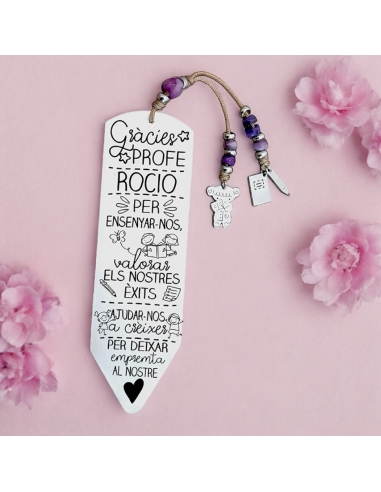 Gràcies
PROFE
ROCIO
PER
ENSENYAR-NOS,
valorar
ELS NOSTRES
ÈXITS
AJUDAR-NOS
a créixer
PER DEIXAR
empremta
AL NOSTRE